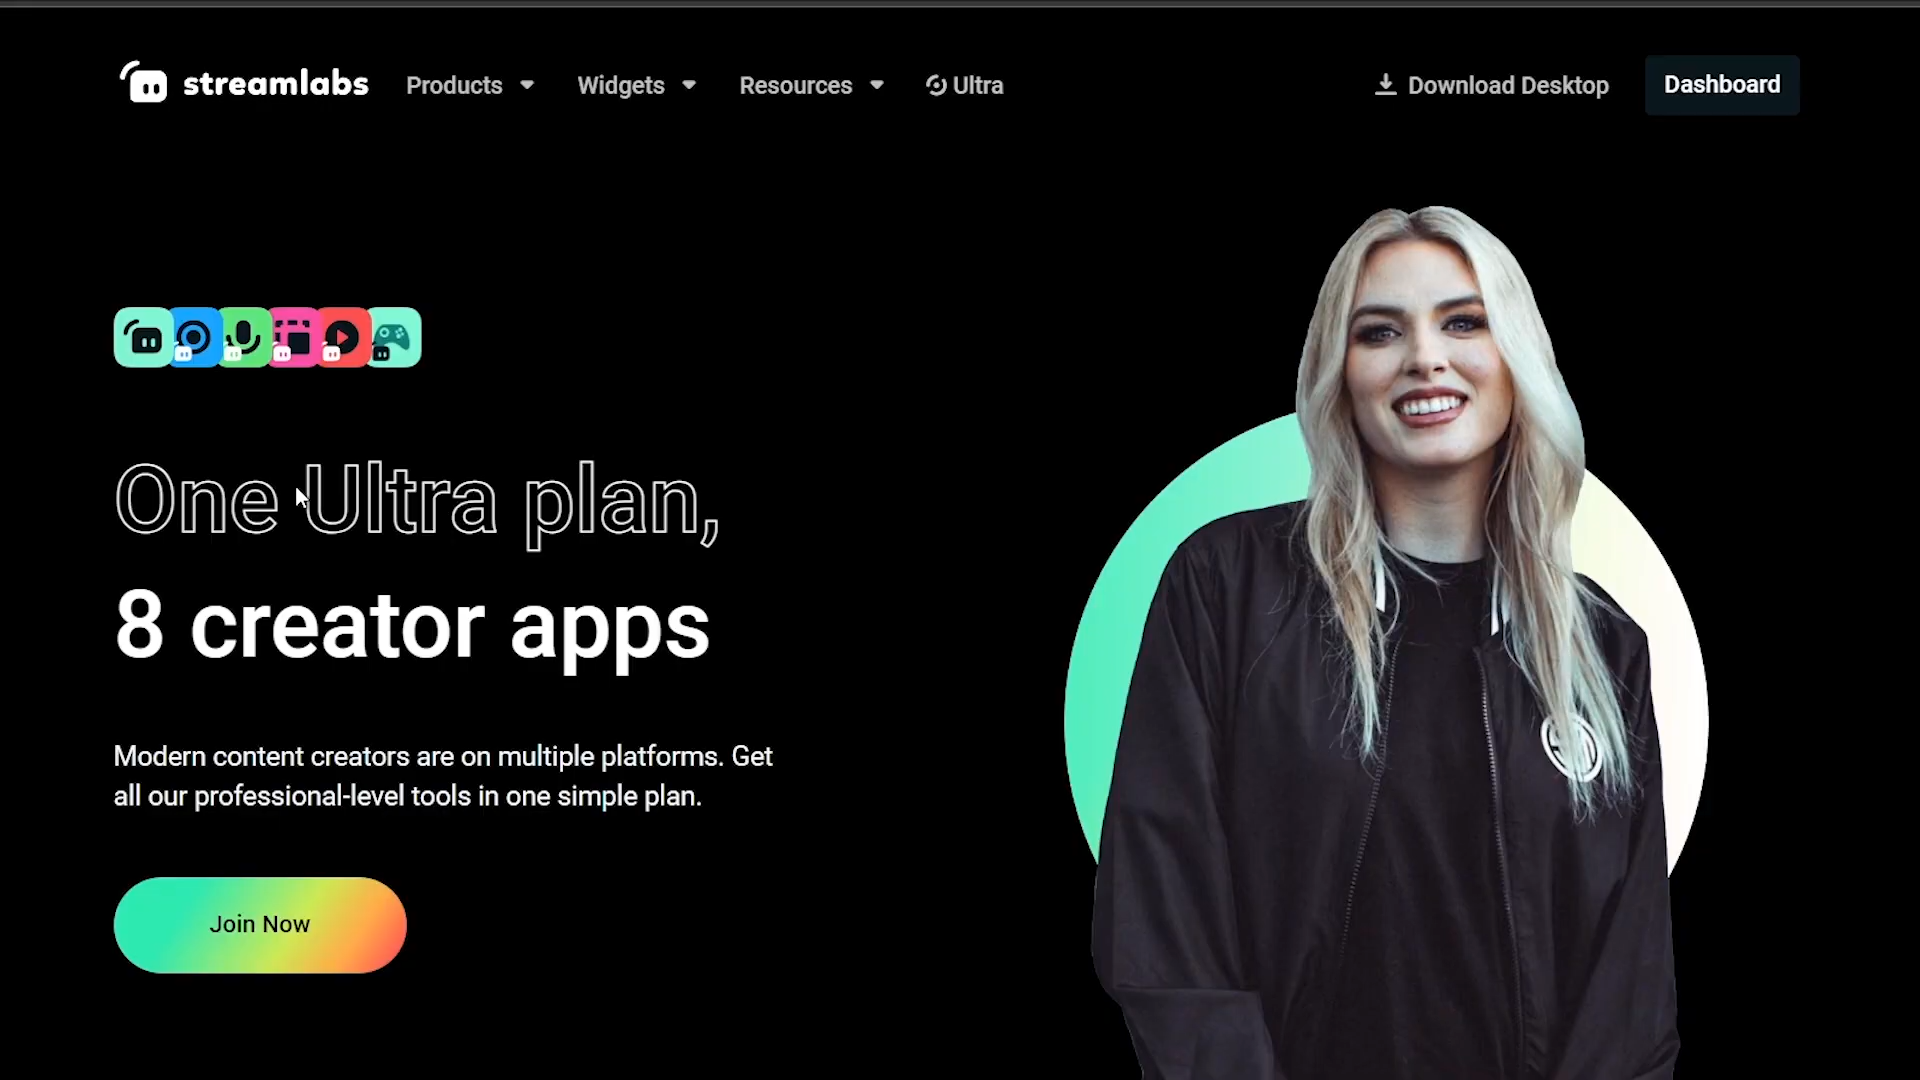 streamlabs
Products
Widgets
Resources
Ultra
Download Desktop
Dashboard
One Ultra plan,
8 creator apps
Modern content creators are on multiple platforms. Get
all our professional-level tools in one simple plan.
Join Now